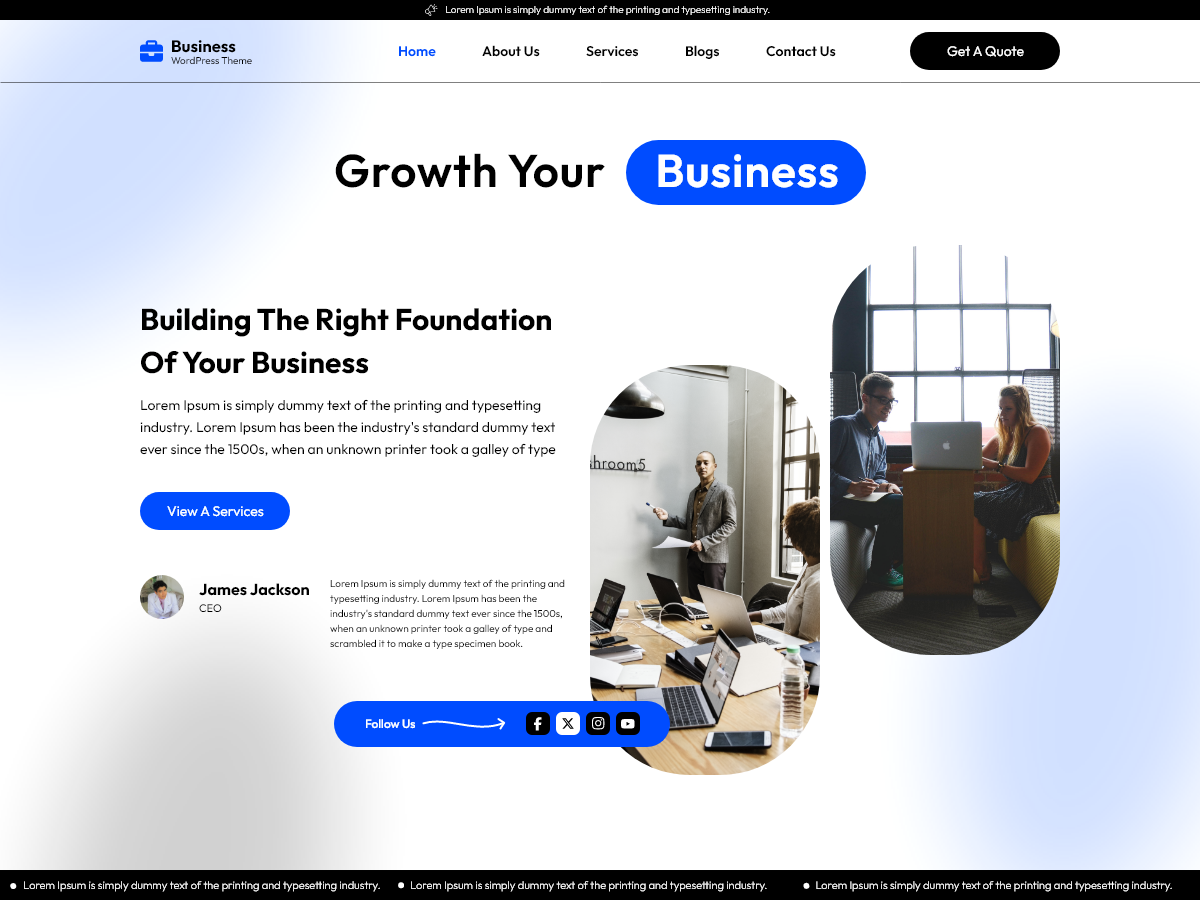 Lorem Ipsum is simply dummy text of the printing and typesetting industry.
Business
WordPress Theme
Home
About Us
Services
Blogs
Contact Us
Get A Quote
Growth Your Business
Building The Right Foundation
Of Your Business
Lorem Ipsum is simply dummy text of the printing and typesetting
industry. Lorem Ipsum has been the industry's standard dummy text
ever since the 1500s, when an unknown printer took a galley of type
View A Services
James Jackson
CEO
Lorem Ipsum is simply dummy text of the printing and
typesetting industry. Lorem Ipsum has been the
industry's standard dummy text ever since the 1500s,
when an unknown printer took a galley of type and
scrambled it to make a type specimen book.
shroom5
Follow Us
Lorem Ipsum is simply dummy text of the printing and typesetting industry.
Lorem Ipsum is simply dummy text of the printing and typesetting industry.
Lorem Ipsum is simply dummy text of the printing and typesetting industry.